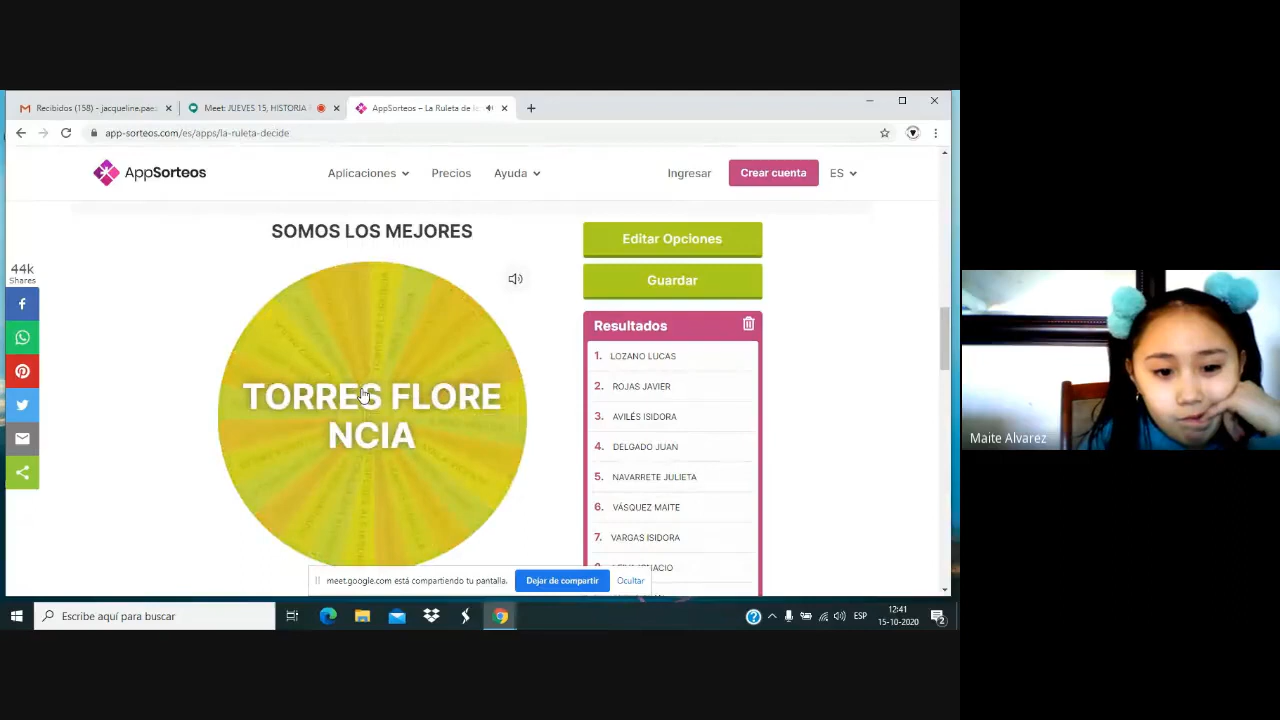 Recibidos (158) - jacqueline.pae
Meet: JUEVES 15, HISTORIA
AppSorteos – La Ruleta de
app-sorteos.com/es/apps/la-ruleta-decide
AppSorteos
Aplicaciones
Precios
Ayuda
Ingresar
Crear cuenta
ES
SOMOS LOS MEJORES
44k
Shares
TORRES FLORE
NCIA
Editar Opciones
Guardar
Resultados
1. LOZANO LUCAS
2. ROJAS JAVIER
3. AVILÉS ISIDORA
4. DELGADO JUAN
5. NAVARRETE JULIETA
6. VÁSQUEZ MAITE
7. VARGAS ISIDORA
meet.google.com está compartiendo tu pantalla.
Dejar de compartir
Ocultar
Escribe aquí para buscar
ESP
12:41
15-10-2020
2
Maite Alvarez